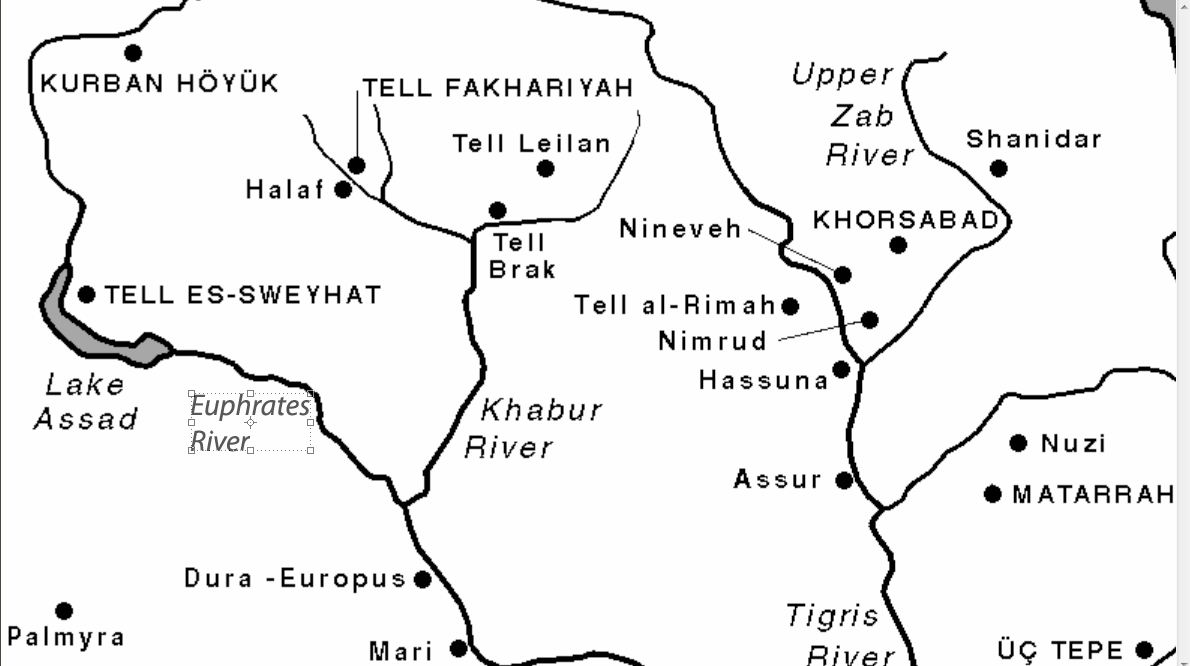 KURBAN HÖYÜK
TELL FAKHARIYAH
Upper
Zab
River
Tell Leilan
Shanidar
Halaf
Nineveh
KHORSABAD
Tell
Brak
TELL ES-SWEYHAT
Tell al-Rimah
Nimrud
Hassuna
Lake
Assad
Euphrates
River
Khabur
River
Nuzi
Assur
MATARRAH
Dura -Europus
Tigris
River
Palmyra
Mari
ÜÇ TEPE